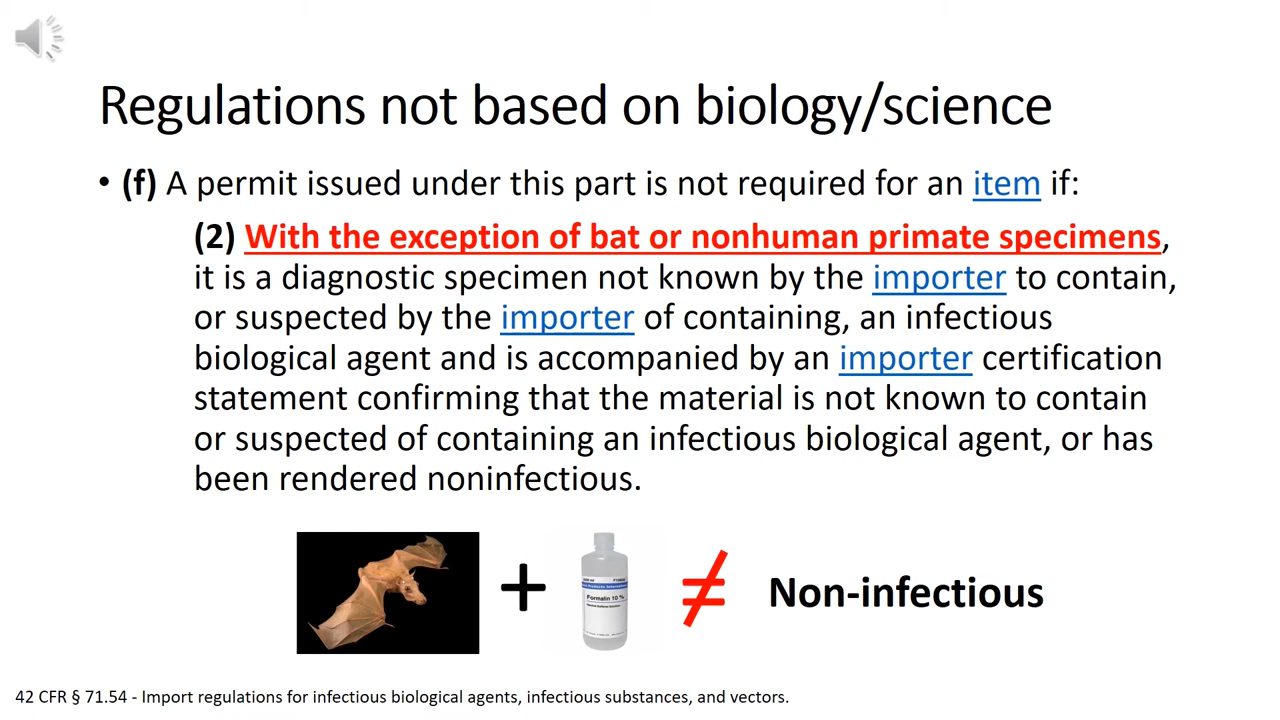 Regulations not based on biology/science
• (f) A permit issued under this part is not required for an item if:
(2) With the exception of bat or nonhuman primate specimens,
it is a diagnostic specimen not known by the importer to contain,
or suspected by the importer of containing, an infectious
biological agent and is accompanied by an importer certification
statement confirming that the material is not known to contain
or suspected of containing an infectious biological agent, or has
been rendered noninfectious.
+
Formalin 10 %
≠
Non-infectious
42 CFR § 71.54 - Import regulations for infectious biological agents, infectious substances, and vectors.